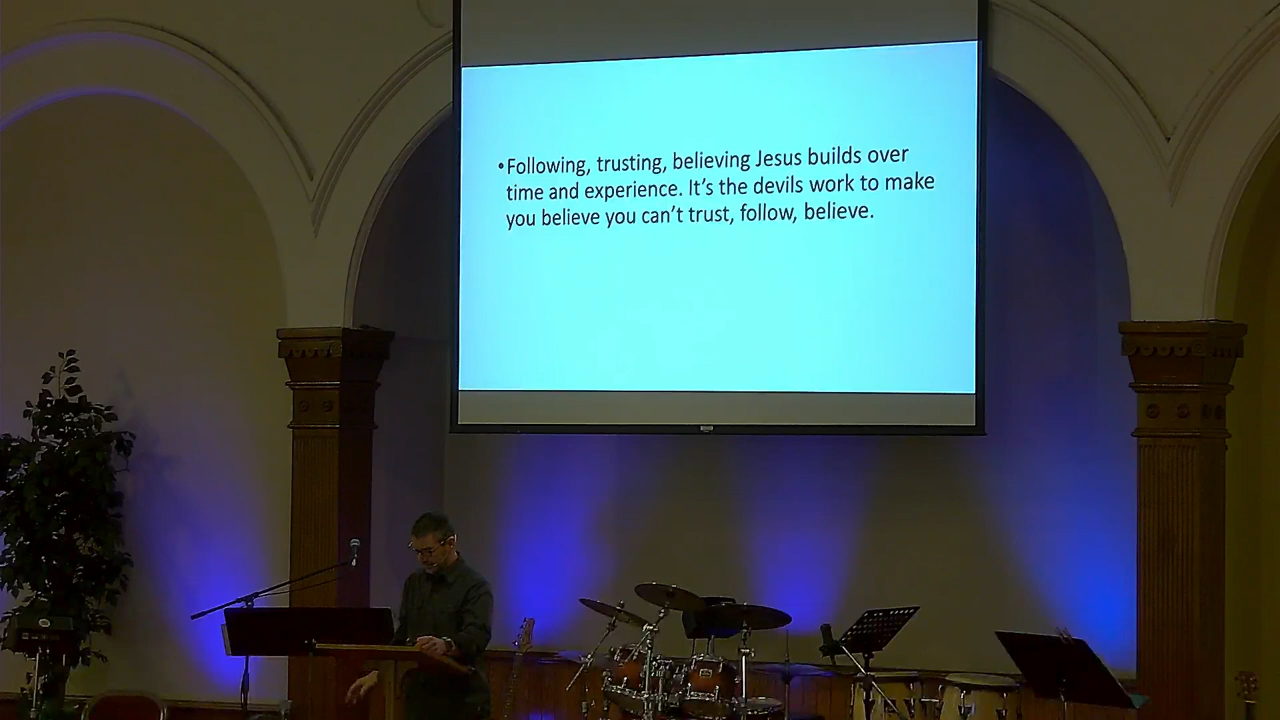 •Following, trusting, believing Jesus builds over
time and experience. It’s the devils work to make
you believe you can’t trust, follow, believe.